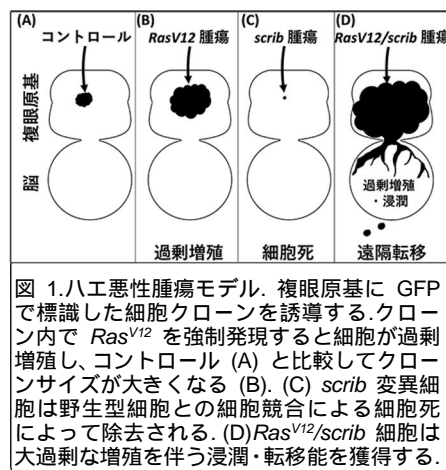 (A) (B) (C) (D)
コントロール RasV12 腫瘍 scrib 腫瘍 RasV12/scrib 腫瘍
複眼原基
脳
過剰増殖
・浸潤
過剰増殖 細胞死 遠隔転移
図 1.ハエ悪性腫瘍モデル. 複眼原基に GFP
で標識した細胞クローンを誘導する.クロー
ン内で Ras^V12 を強制発現すると細胞が過剰
増殖し、コントロール (A) と比較してクロー
ンサイズが大きくなる (B). (C) scrib 変異細
胞は野生型細胞との細胞競合による細胞死
によって除去される. (D)Ras^V12/scrib 細胞は
大過剰な増殖を伴う浸潤・転移能を獲得する.